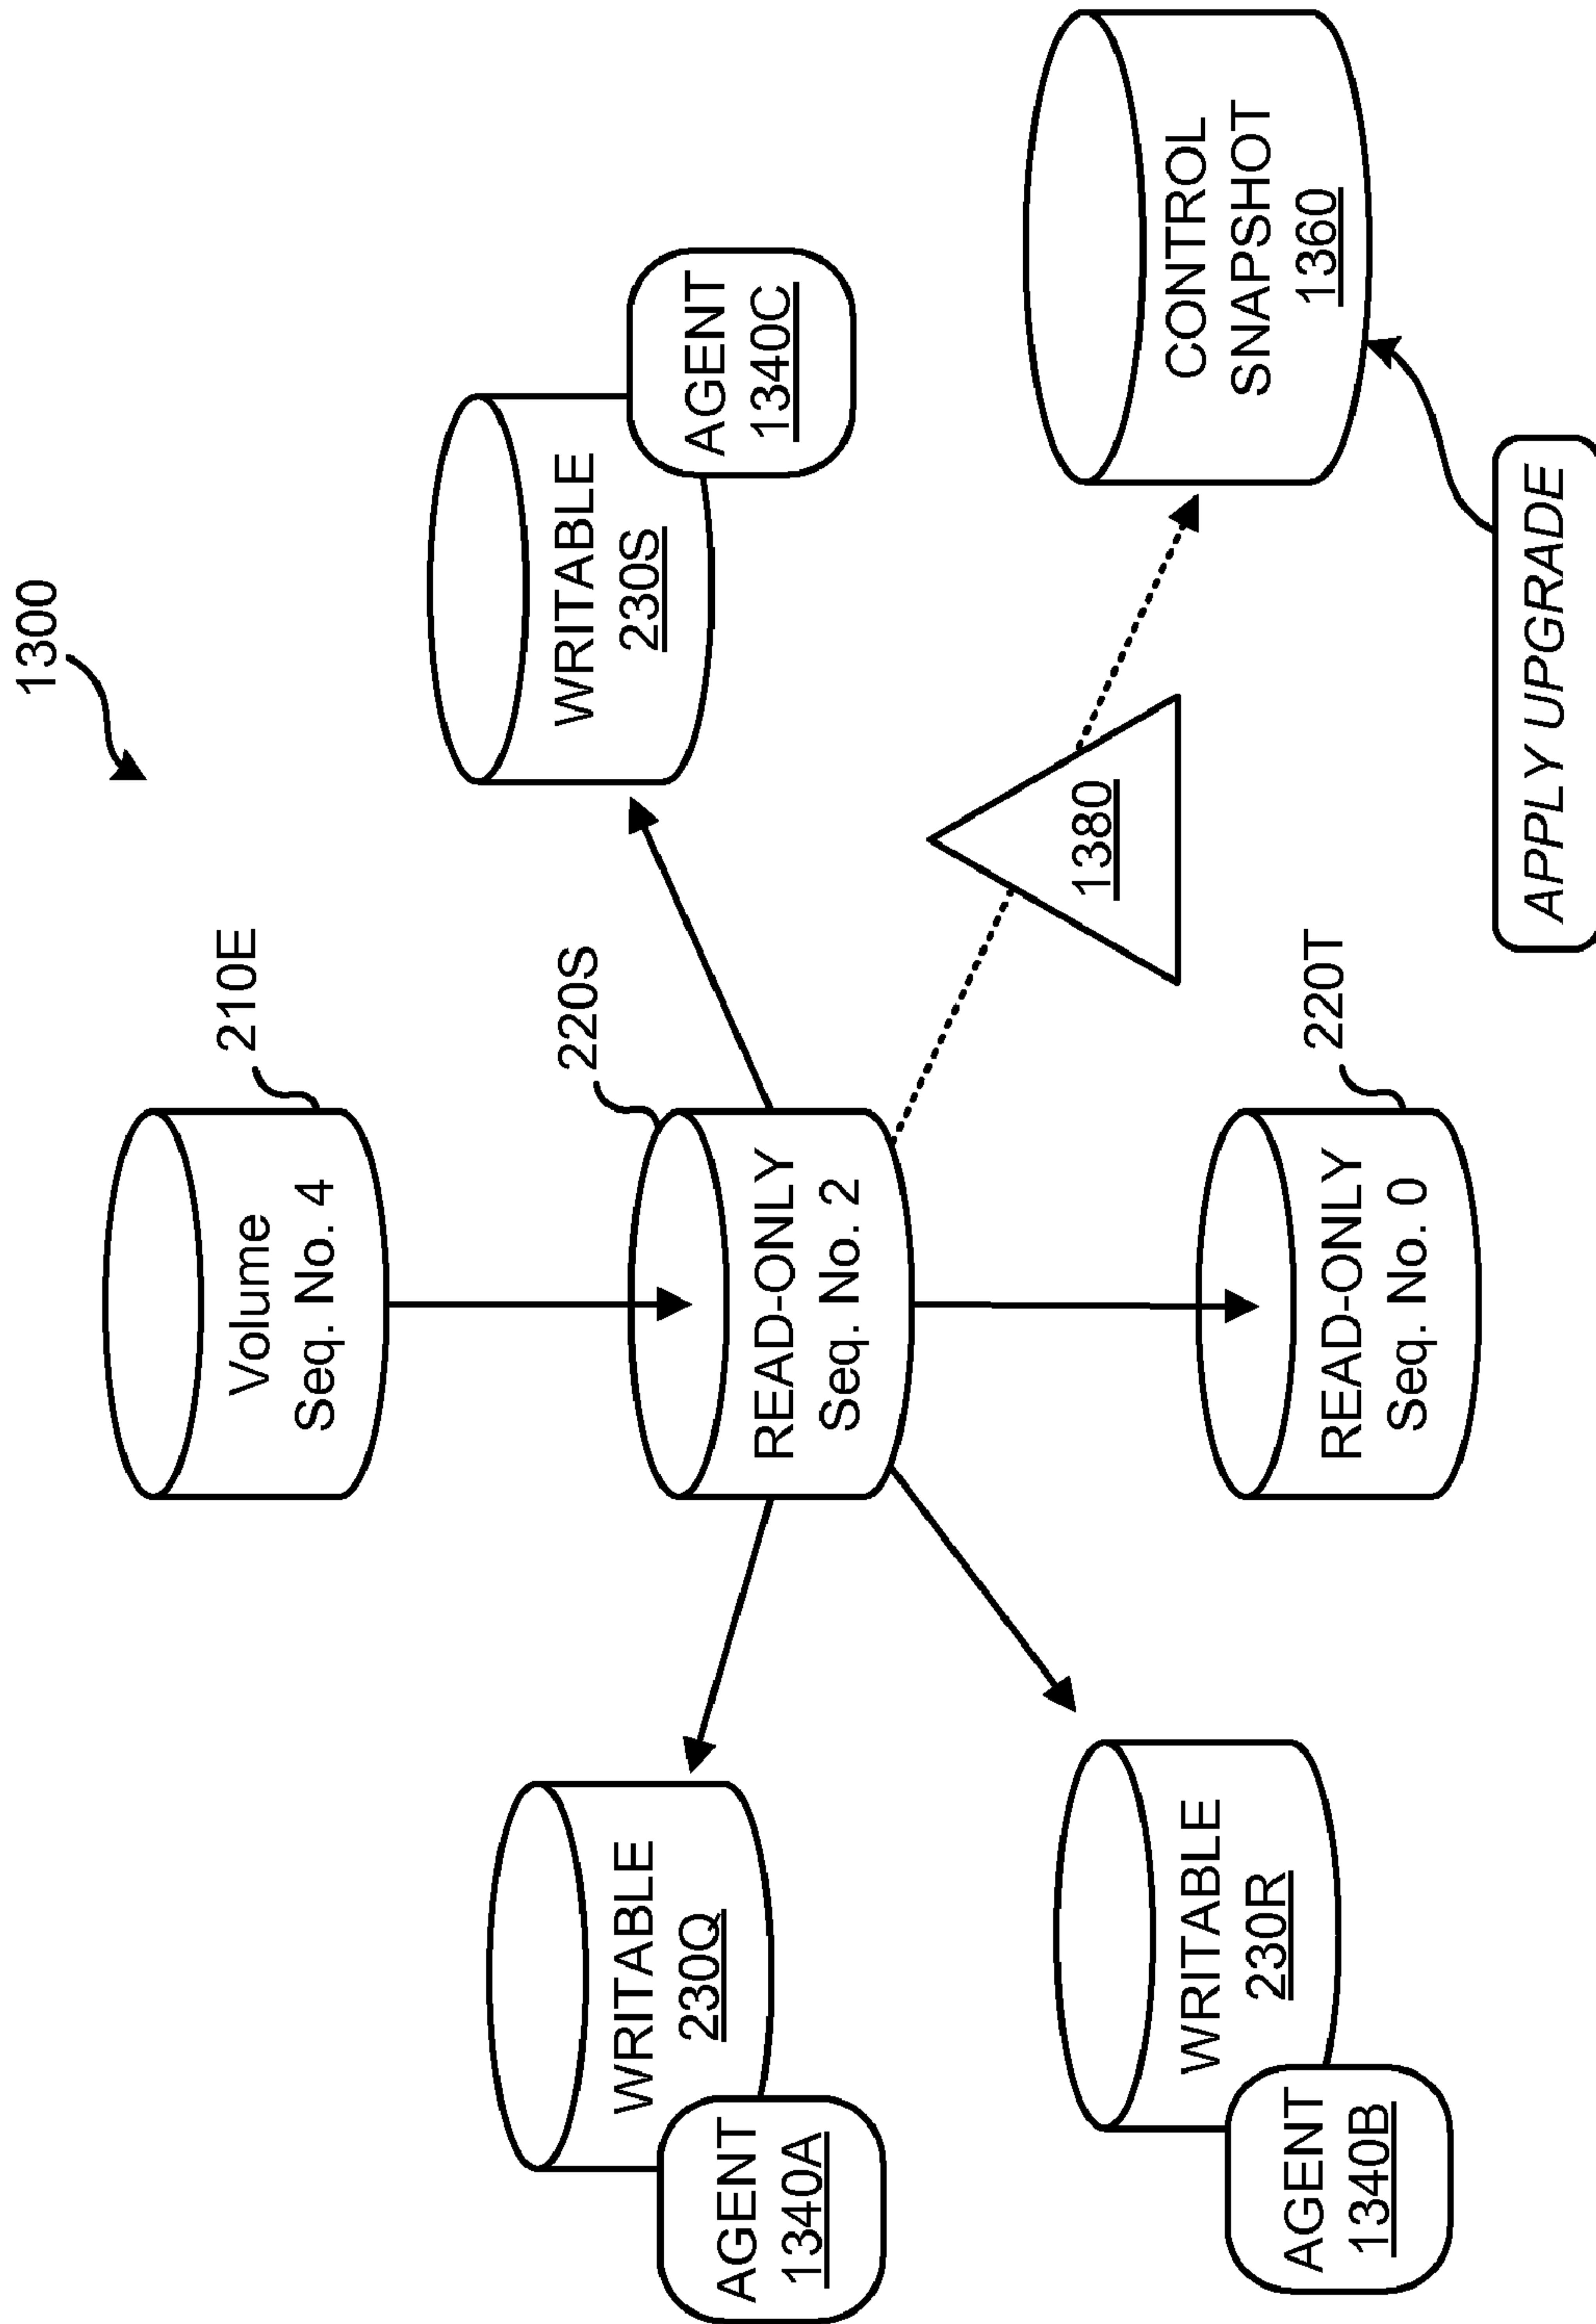 1300
Volume
Seq. No. 4
210E
READ-ONLY
Seq. No. 2
220S
READ-ONLY
Seq. No. 0
220T
WRITABLE
230Q
AGENT
1340A
WRITABLE
230R
AGENT
1340B
WRITABLE
230S
AGENT
1340C
1380
CONTROL
SNAPSHOT
1360
APPLY UPGRADE